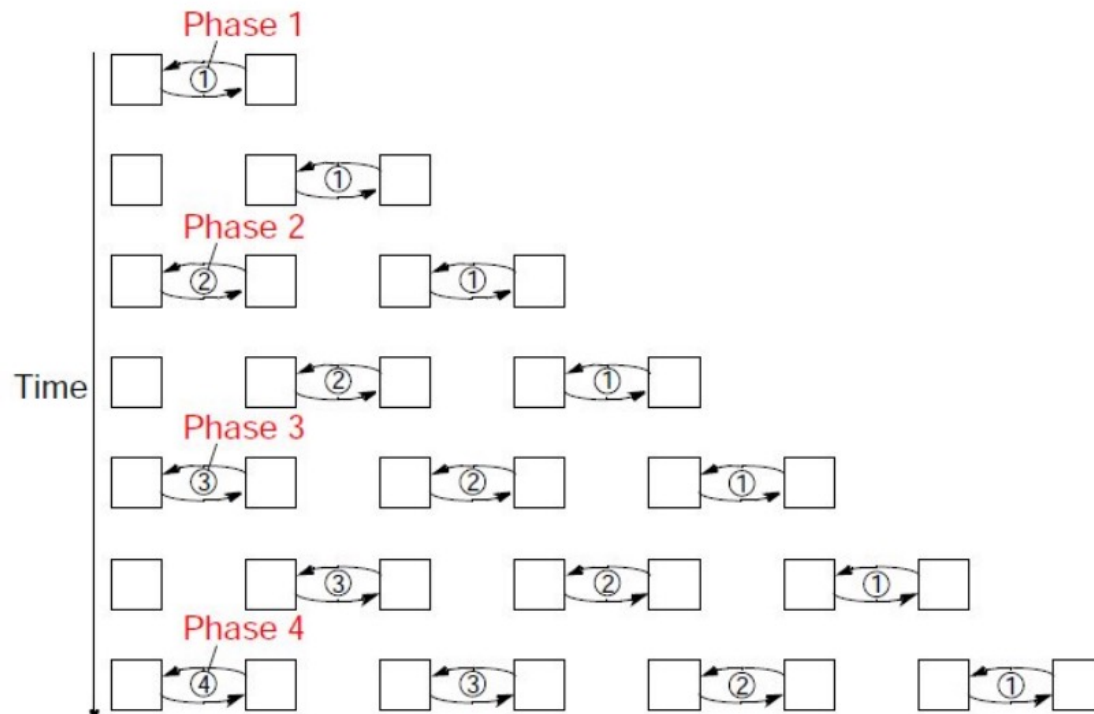 Phase 1
①
①
Phase 2
② ①
Time
② ①
Phase 3
③ ② ①
③ ② ①
Phase 4
④ ③ ② ①